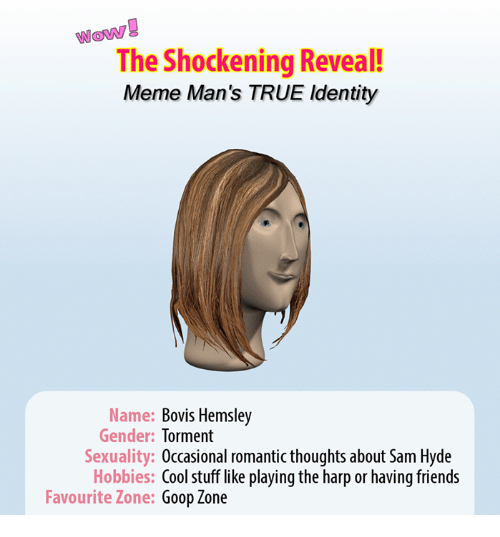 Wow!
The Shockening Reveal!
Meme Man's TRUE Identity
Name: Bovis Hemsley
Gender: Torment
Sexuality: Occasional romantic thoughts about Sam Hyde
Hobbies: Cool stuff like playing the harp or having friends
Favourite Zone: Goop Zone